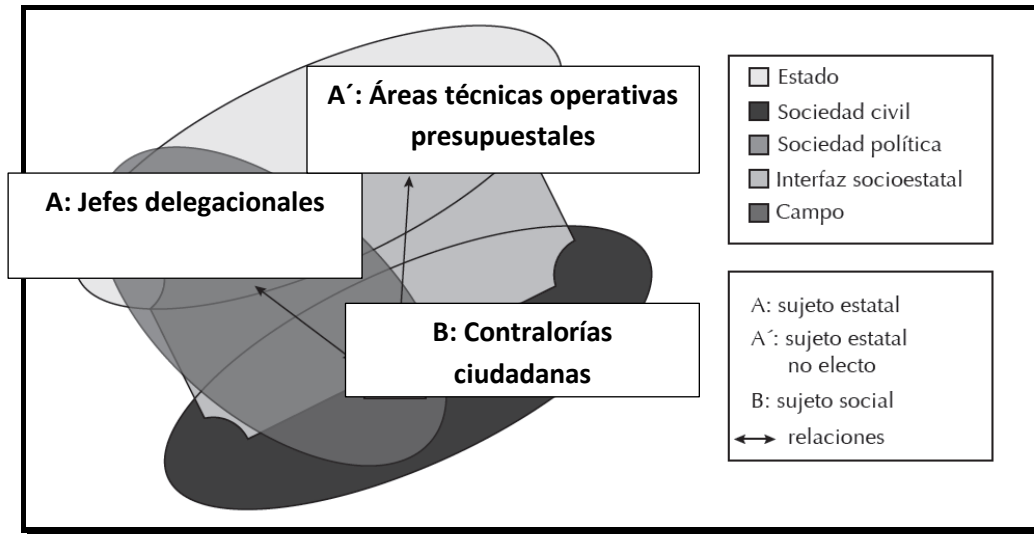 A´: Áreas técnicas operativas
presupuestales
A: Jefes delegacionales
B: Contralorías
ciudadanas
Estado
Sociedad civil
Sociedad política
Interfaz socioestatal
Campo
A: sujeto estatal
A´: sujeto estatal
no electo
B: sujeto social
relaciones